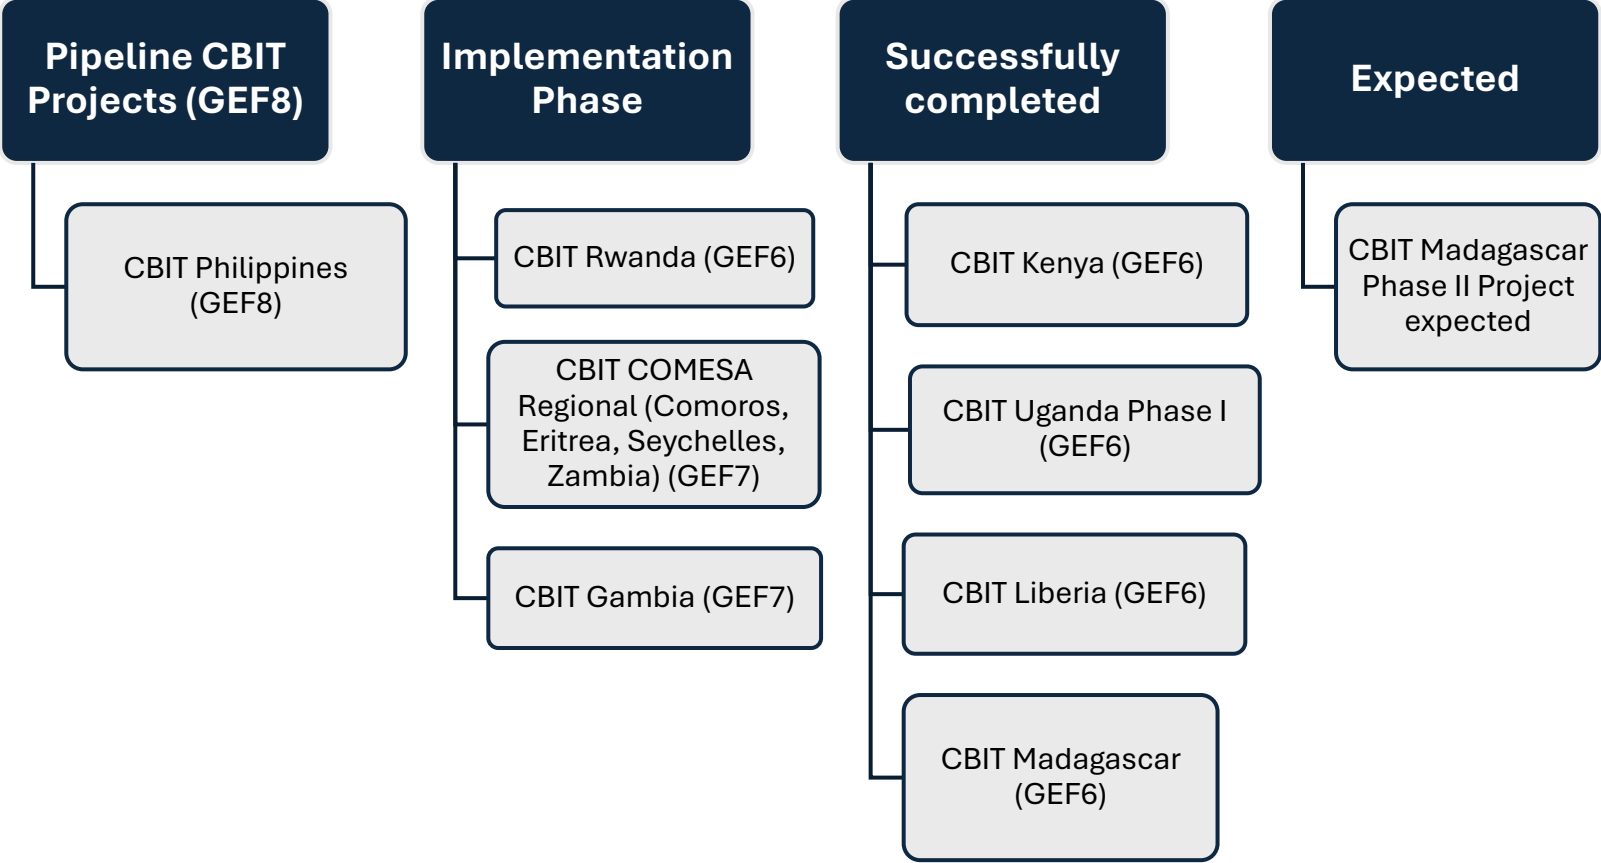 Pipeline CBIT
Projects (GEF8)
CBIT Philippines
(GEF8)
Implementation
Phase
CBIT Rwanda (GEF6)
CBIT COMESA
Regional (Comoros,
Eritrea, Seychelles,
Zambia) (GEF7)
CBIT Gambia (GEF7)
Successfully
completed
CBIT Kenya (GEF6)
CBIT Uganda Phase I
(GEF6)
CBIT Liberia (GEF6)
CBIT Madagascar
(GEF6)
Expected
CBIT Madagascar
Phase II Project
expected